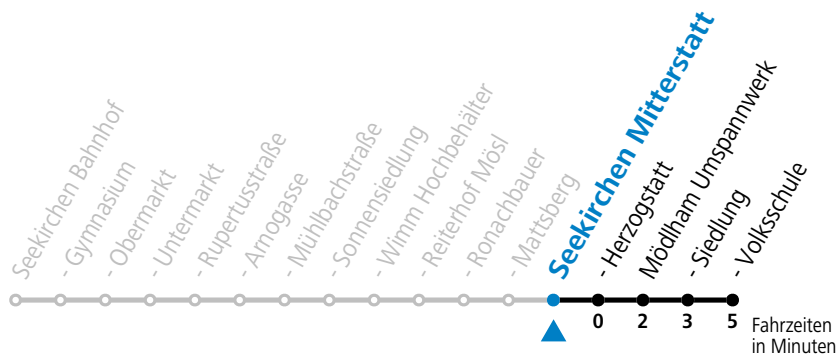 Seekirchen Bahnhof
- Gymnasium
- Obermarkt
- Untermarkt
- Rupertusstraße
- Arnogasse
- Mühlbachstraße
- Sonnensiedlung
- Wimm Hochbehälter
- Reiterhof Mösl
- Ronachbauer
- Mattsberg
Seekirchen Mitterstatt
- Herzogstatt
Mödlham Umspannwerk
- Siedlung
- Volksschule
0 2 3 5 Fahrzeiten
in Minuten